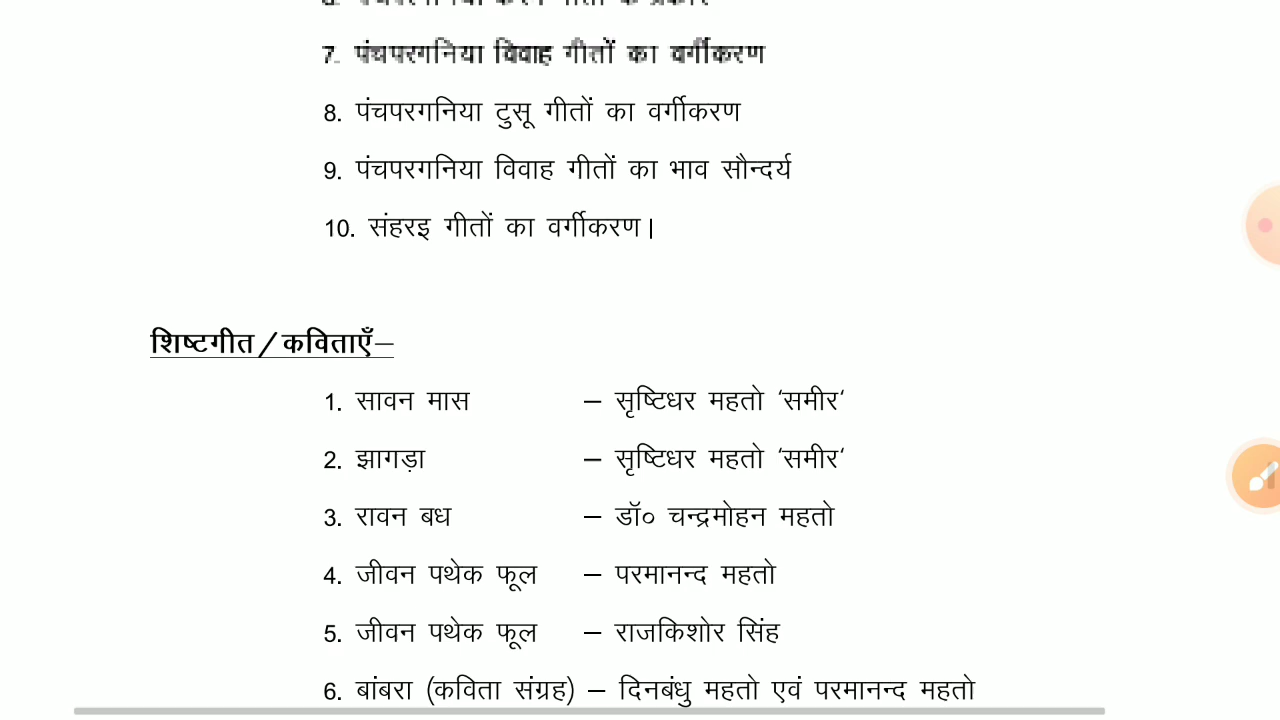 7. पंचपरगनिया विवाह गीतों का वर्गीकरण
8. पंचपरगनिया टुसू गीतों का वर्गीकरण
9. पंचपरगनिया विवाह गीतों का भाव सौन्दर्य
10. संहरइ गीतों का वर्गीकरण।
शिष्टगीत/कविताएँ–
1. सावन मास – सृष्टिधर महतो 'समीर'
2. झागड़ा – सृष्टिधर महतो 'समीर'
3. रावन बध – डॉ० चन्द्रमोहन महतो
4. जीवन पथेक फूल – परमानन्द महतो
5. जीवन पथेक फूल – राजकिशोर सिंह
6. बांबरा (कविता संग्रह) – दिनबंधु महतो एवं परमानन्द महतो